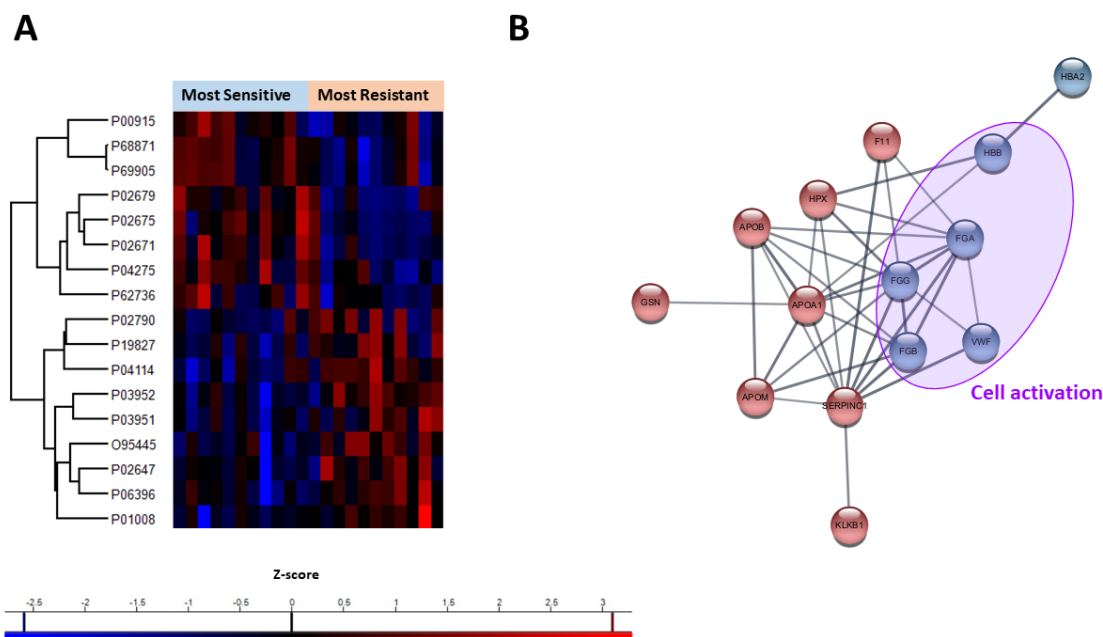 A
B
Most Sensitive Most Resistant
P00915
P68871
P69905
P02679
P02675
P02671
P04275
P62736
P02790
P19827
P04114
P03952
P03951
O95445
P02647
P06396
P01008
Z-score
-2.5 -2 -1.5 -1 -0.5 0 0.5 1 1.5 2 2.5 3
HBA2
F11
HBB
HPX
APOB
FGA
FGG
GSN
APOA1
FGB
VWF
Cell activation
APOM
SERPINC1
KLKB1